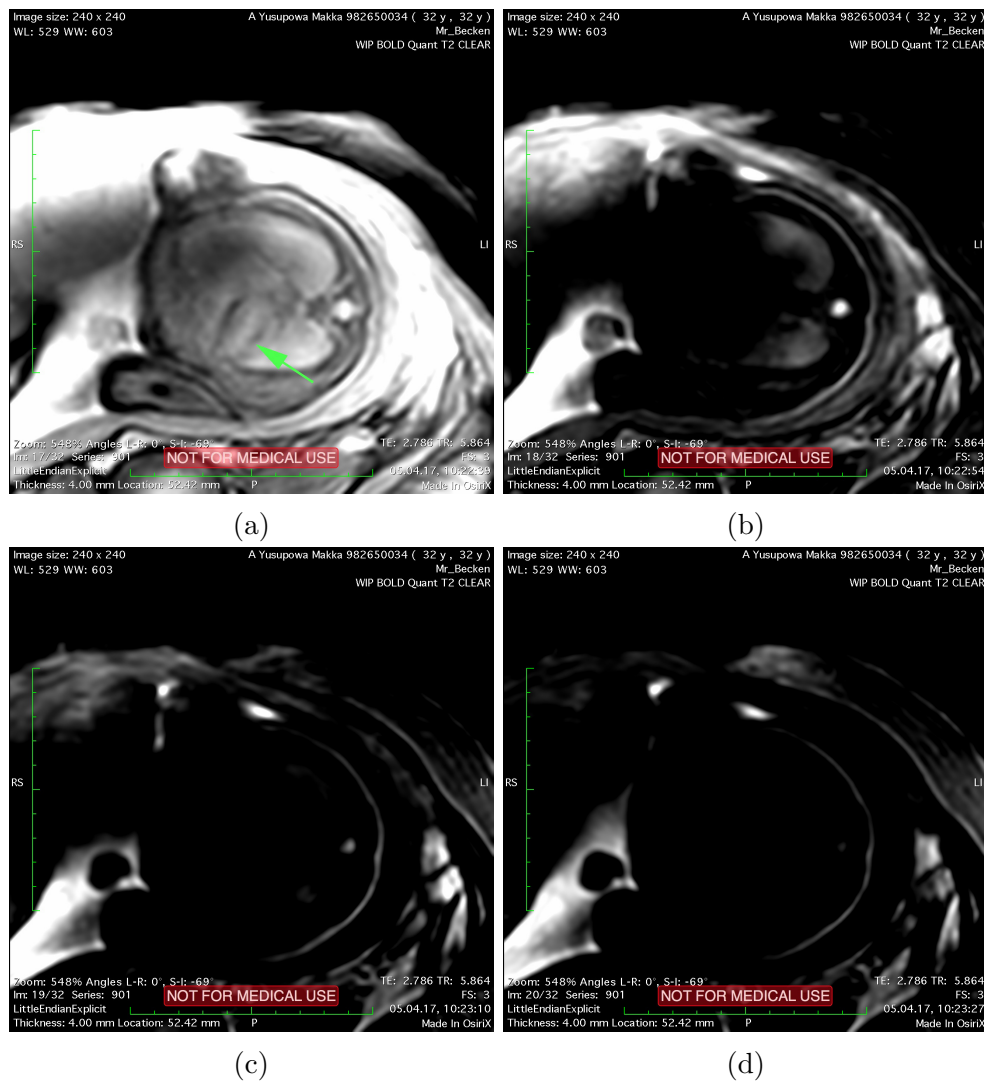 Image size: 240 x 240
WL: 529 WW: 603
A Yusupowa Makka 982650034 ( 32 y , 32 y )
Mr_Becken
WIP BOLD Quant T2 CLEAR
RS
LI
Zoom: 548% Angles L-R: 0°, S-I: -69°
Im: 17/32 Series: 901
LittleEndianExplicit
Thickness: 4.00 mm Location: 52.42 mm
NOT FOR MEDICAL USE
P
TE: 2.786 TR: 5.864
FS: 3
05.04.17, 10:22:39
Made In OsiriX
(a)
Image size: 240 x 240
WL: 529 WW: 603
A Yusupowa Makka 982650034 ( 32 y , 32 y )
Mr_Becken
WIP BOLD Quant T2 CLEAR
RS
LI
Zoom: 548% Angles L-R: 0°, S-I: -69°
Im: 18/32 Series: 901
LittleEndianExplicit
Thickness: 4.00 mm Location: 52.42 mm
NOT FOR MEDICAL USE
P
TE: 2.786 TR: 5.864
FS: 3
05.04.17, 10:22:54
Made In OsiriX
(b)
Image size: 240 x 240
WL: 529 WW: 603
A Yusupowa Makka 982650034 ( 32 y , 32 y )
Mr_Becken
WIP BOLD Quant T2 CLEAR
RS
LI
Zoom: 548% Angles L-R: 0°, S-I: -69°
Im: 19/32 Series: 901
LittleEndianExplicit
Thickness: 4.00 mm Location: 52.42 mm
NOT FOR MEDICAL USE
P
TE: 2.786 TR: 5.864
FS: 3
05.04.17, 10:23:10
Made In OsiriX
(c)
Image size: 240 x 240
WL: 529 WW: 603
A Yusupowa Makka 982650034 ( 32 y , 32 y )
Mr_Becken
WIP BOLD Quant T2 CLEAR
RS
LI
Zoom: 548% Angles L-R: 0°, S-I: -69°
Im: 20/32 Series: 901
LittleEndianExplicit
Thickness: 4.00 mm Location: 52.42 mm
NOT FOR MEDICAL USE
P
TE: 2.786 TR: 5.864
FS: 3
05.04.17, 10:23:27
Made In OsiriX
(d)